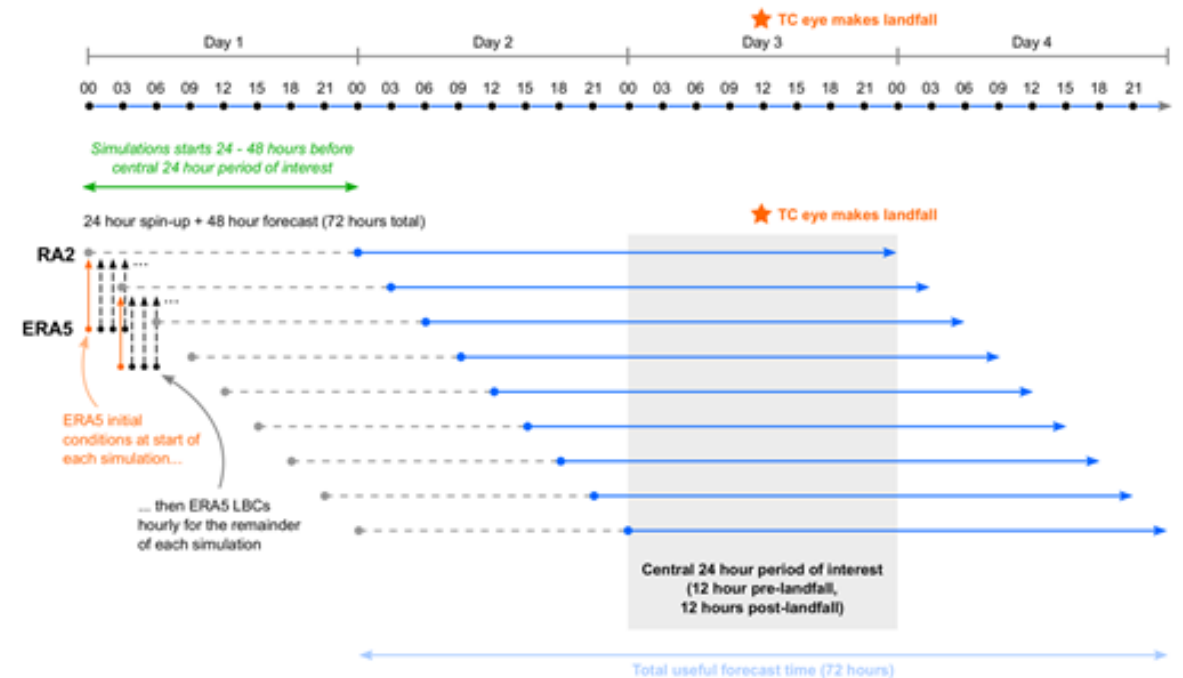 TC eye makes landfall
Day 1 Day 2 Day 3 Day 4
00 03 06 09 12 15 18 21 00 03 06 09 12 15 18 21 00 03 06 09 12 15 18 21 00 03 06 09 12 15 18 21
Simulations starts 24 - 48 hours before
central 24 hour period of interest
TC eye makes landfall
24 hour spin-up + 48 hour forecast (72 hours total)
RA2
...
...
ERA5
ERA5 initial
conditions at start of
each simulation...
... then ERA5 LBCs
hourly for the remainder
of each simulation
Central 24 hour period of interest
(12 hour pre-landfall,
12 hours post-landfall)
Total useful forecast time (72 hours)